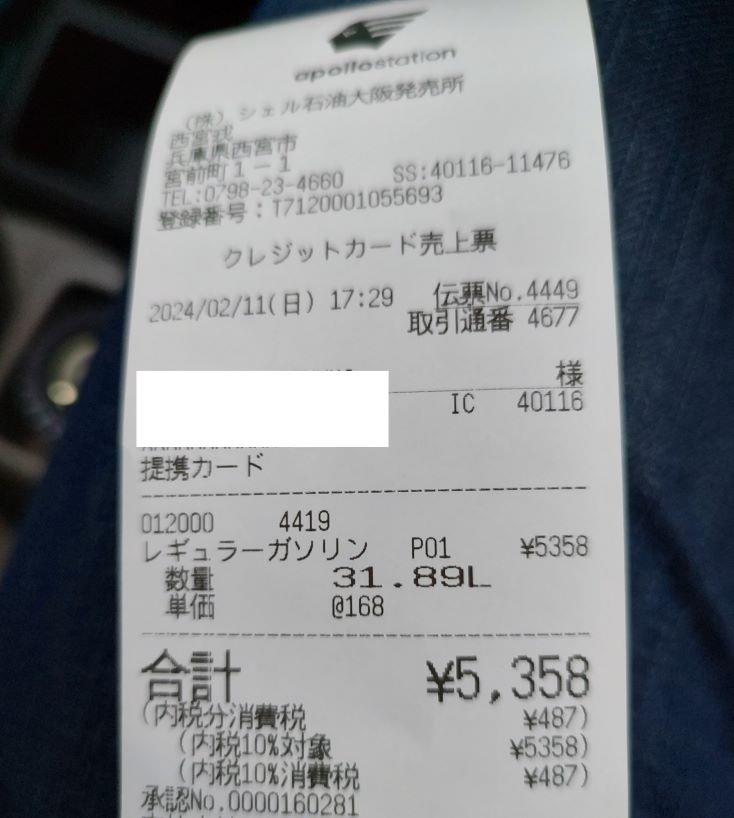 apollostation
(株)シェル石油大阪発売所
西宮戎
兵庫県西宮市
宮前町1-1
TEL:0798-23-4660 SS:40116-11476
登録番号:T7120001055693
クレジットカード売上票
2024/02/11(日) 17:29 伝票No.4449
取引通番 4677
様
IC 40116
提携カード
012000 4419
レギュラーガソリン P01 ¥5358
数量 31.89L
単価 @168
合計 ¥5,358
(内税分消費税 ¥487)
(内税10%対象 ¥5358)
(内税10%消費税 ¥487)
承認No.0000160281